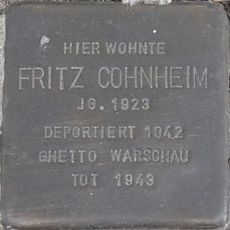 HIER WOHNTE
FRITZ COHNHEIM
JG. 1923
DEPORTIERT 1942
GHETTO WARSCHAU
TOT 1943